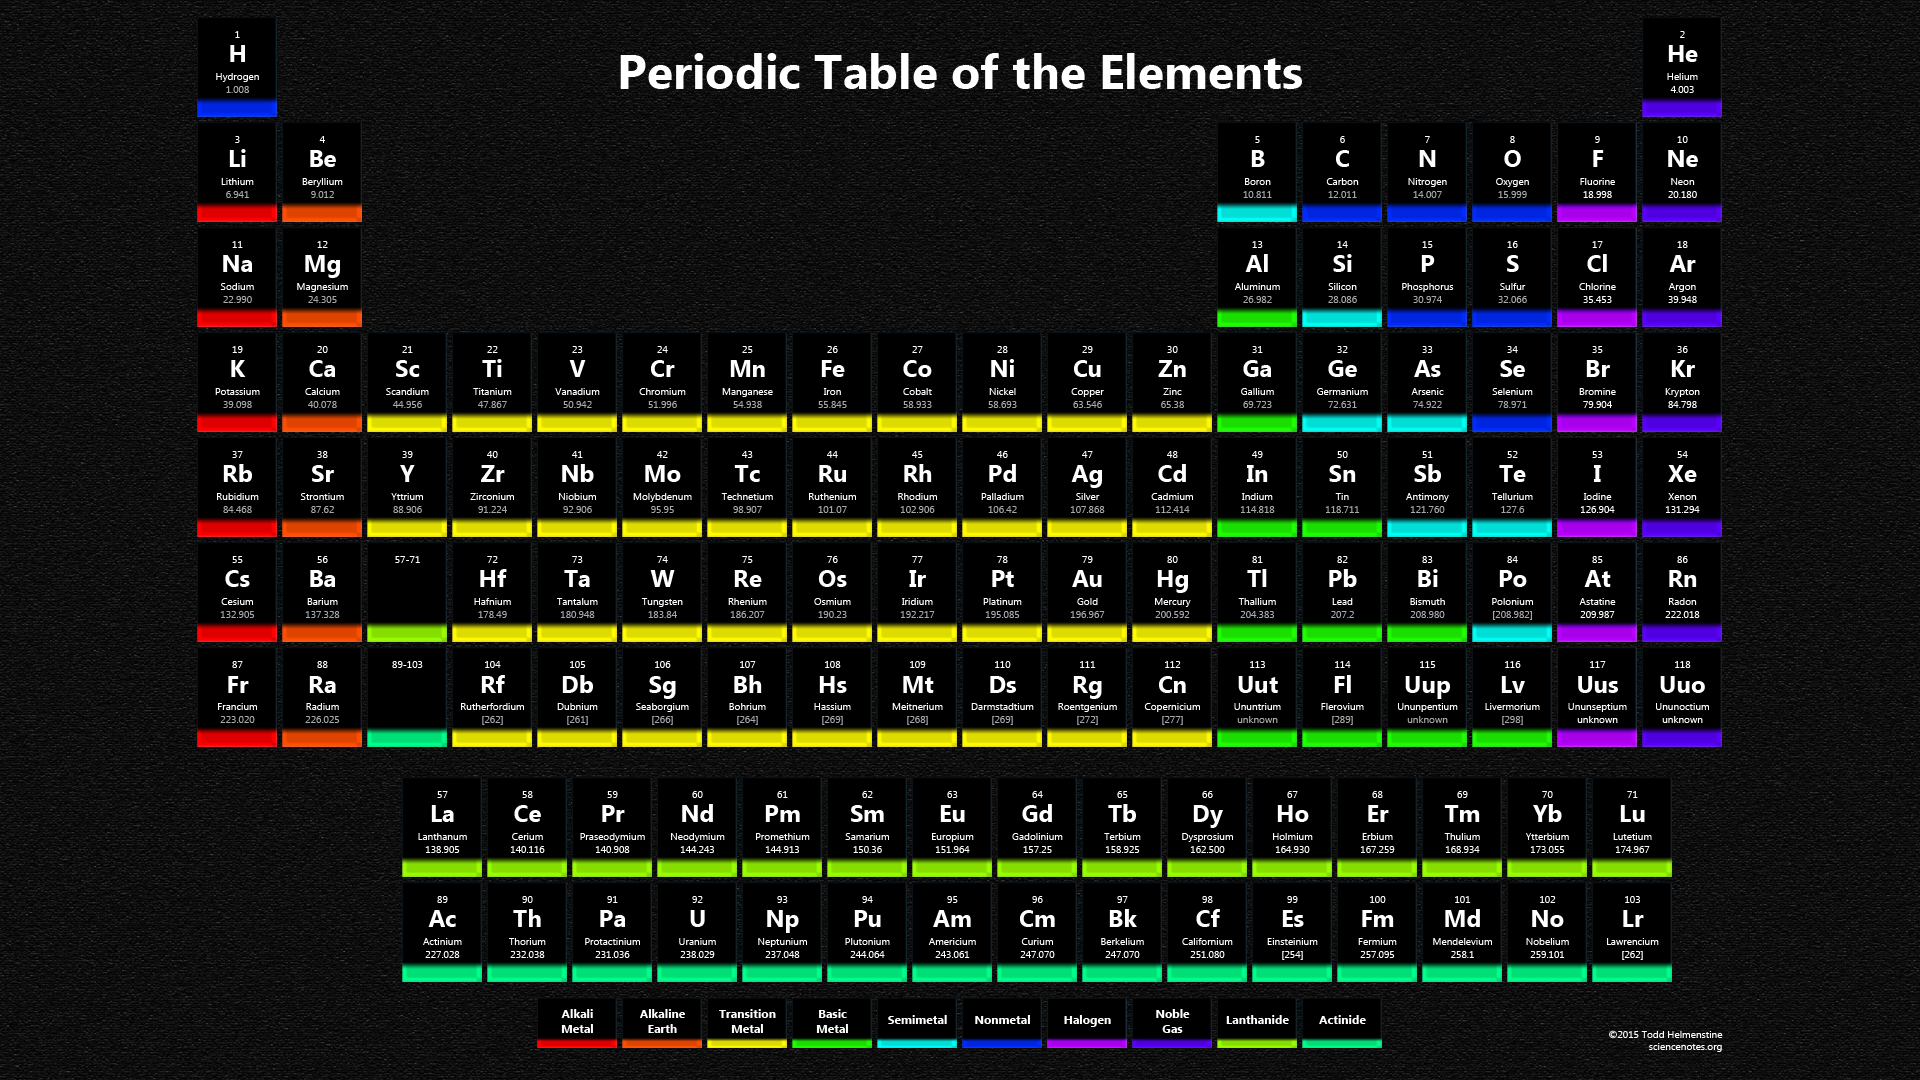 Periodic Table of the Elements
1
H
Hydrogen
1.008
2
He
Helium
4.003
3
Li
Lithium
6.941
4
Be
Beryllium
9.012
5
B
Boron
10.811
6
C
Carbon
12.011
7
N
Nitrogen
14.007
8
O
Oxygen
15.999
9
F
Fluorine
18.998
10
Ne
Neon
20.180
11
Na
Sodium
22.990
12
Mg
Magnesium
24.305
13
Al
Aluminum
26.982
14
Si
Silicon
28.086
15
P
Phosphorus
30.974
16
S
Sulfur
32.066
17
Cl
Chlorine
35.453
18
Ar
Argon
39.948
19
K
Potassium
39.098
20
Ca
Calcium
40.078
21
Sc
Scandium
44.956
22
Ti
Titanium
47.867
23
V
Vanadium
50.942
24
Cr
Chromium
51.996
25
Mn
Manganese
54.938
26
Fe
Iron
55.845
27
Co
Cobalt
58.933
28
Ni
Nickel
58.693
29
Cu
Copper
63.546
30
Zn
Zinc
65.38
31
Ga
Gallium
69.723
32
Ge
Germanium
72.631
33
As
Arsenic
74.922
34
Se
Selenium
78.971
35
Br
Bromine
79.904
36
Kr
Krypton
84.798
37
Rb
Rubidium
84.468
38
Sr
Strontium
87.62
39
Y
Yttrium
88.906
40
Zr
Zirconium
91.224
41
Nb
Niobium
92.906
42
Mo
Molybdenum
95.95
43
Tc
Technetium
98.907
44
Ru
Ruthenium
101.07
45
Rh
Rhodium
102.906
46
Pd
Palladium
106.42
47
Ag
Silver
107.868
48
Cd
Cadmium
112.414
49
In
Indium
114.818
50
Sn
Tin
118.711
51
Sb
Antimony
121.760
52
Te
Tellurium
127.6
53
I
Iodine
126.904
54
Xe
Xenon
131.294
55
Cs
Cesium
132.905
56
Ba
Barium
137.328
57-71
72
Hf
Hafnium
178.49
73
Ta
Tantalum
180.948
74
W
Tungsten
183.84
75
Re
Rhenium
186.207
76
Os
Osmium
190.23
77
Ir
Iridium
192.217
78
Pt
Platinum
195.085
79
Au
Gold
196.967
80
Hg
Mercury
200.592
81
Tl
Thallium
204.383
82
Pb
Lead
207.2
83
Bi
Bismuth
208.980
84
Po
Polonium
[208.982]
85
At
Astatine
209.987
86
Rn
Radon
222.018
87
Fr
Francium
223.020
88
Ra
Radium
226.025
89-103
104
Rf
Rutherfordium
[262]
105
Db
Dubnium
[261]
106
Sg
Seaborgium
[266]
107
Bh
Bohrium
[264]
108
Hs
Hassium
[269]
109
Mt
Meitnerium
[268]
110
Ds
Darmstadtium
[269]
111
Rg
Roentgenium
[272]
112
Cn
Copernicium
[277]
113
Uut
Ununtrium
unknown
114
Fl
Flerovium
[289]
115
Uup
Ununpentium
unknown
116
Lv
Livermorium
[298]
117
Uus
Ununseptium
unknown
118
Uuo
Ununoctium
unknown
57
La
Lanthanum
138.905
58
Ce
Cerium
140.116
59
Pr
Praseodymium
140.908
60
Nd
Neodymium
144.243
61
Pm
Promethium
144.913
62
Sm
Samarium
150.36
63
Eu
Europium
151.964
64
Gd
Gadolinium
157.25
65
Tb
Terbium
158.925
66
Dy
Dysprosium
162.500
67
Ho
Holmium
164.930
68
Er
Erbium
167.259
69
Tm
Thulium
168.934
70
Yb
Ytterbium
173.055
71
Lu
Lutetium
174.967
89
Ac
Actinium
227.028
90
Th
Thorium
232.038
91
Pa
Protactinium
231.036
92
U
Uranium
238.029
93
Np
Neptunium
237.048
94
Pu
Plutonium
244.064
95
Am
Americium
243.061
96
Cm
Curium
247.070
97
Bk
Berkelium
247.070
98
Cf
Californium
251.080
99
Es
Einsteinium
[254]
100
Fm
Fermium
257.095
101
Md
Mendelevium
258.1
102
No
Nobelium
259.101
103
Lr
Lawrencium
[262]
Alkali
Metal
Alkaline
Earth
Transition
Metal
Basic
Metal
Semimetal
Nonmetal
Halogen
Noble
Gas
Lanthanide
Actinide
©2015 Todd Helmenstine
sciencenotes.org